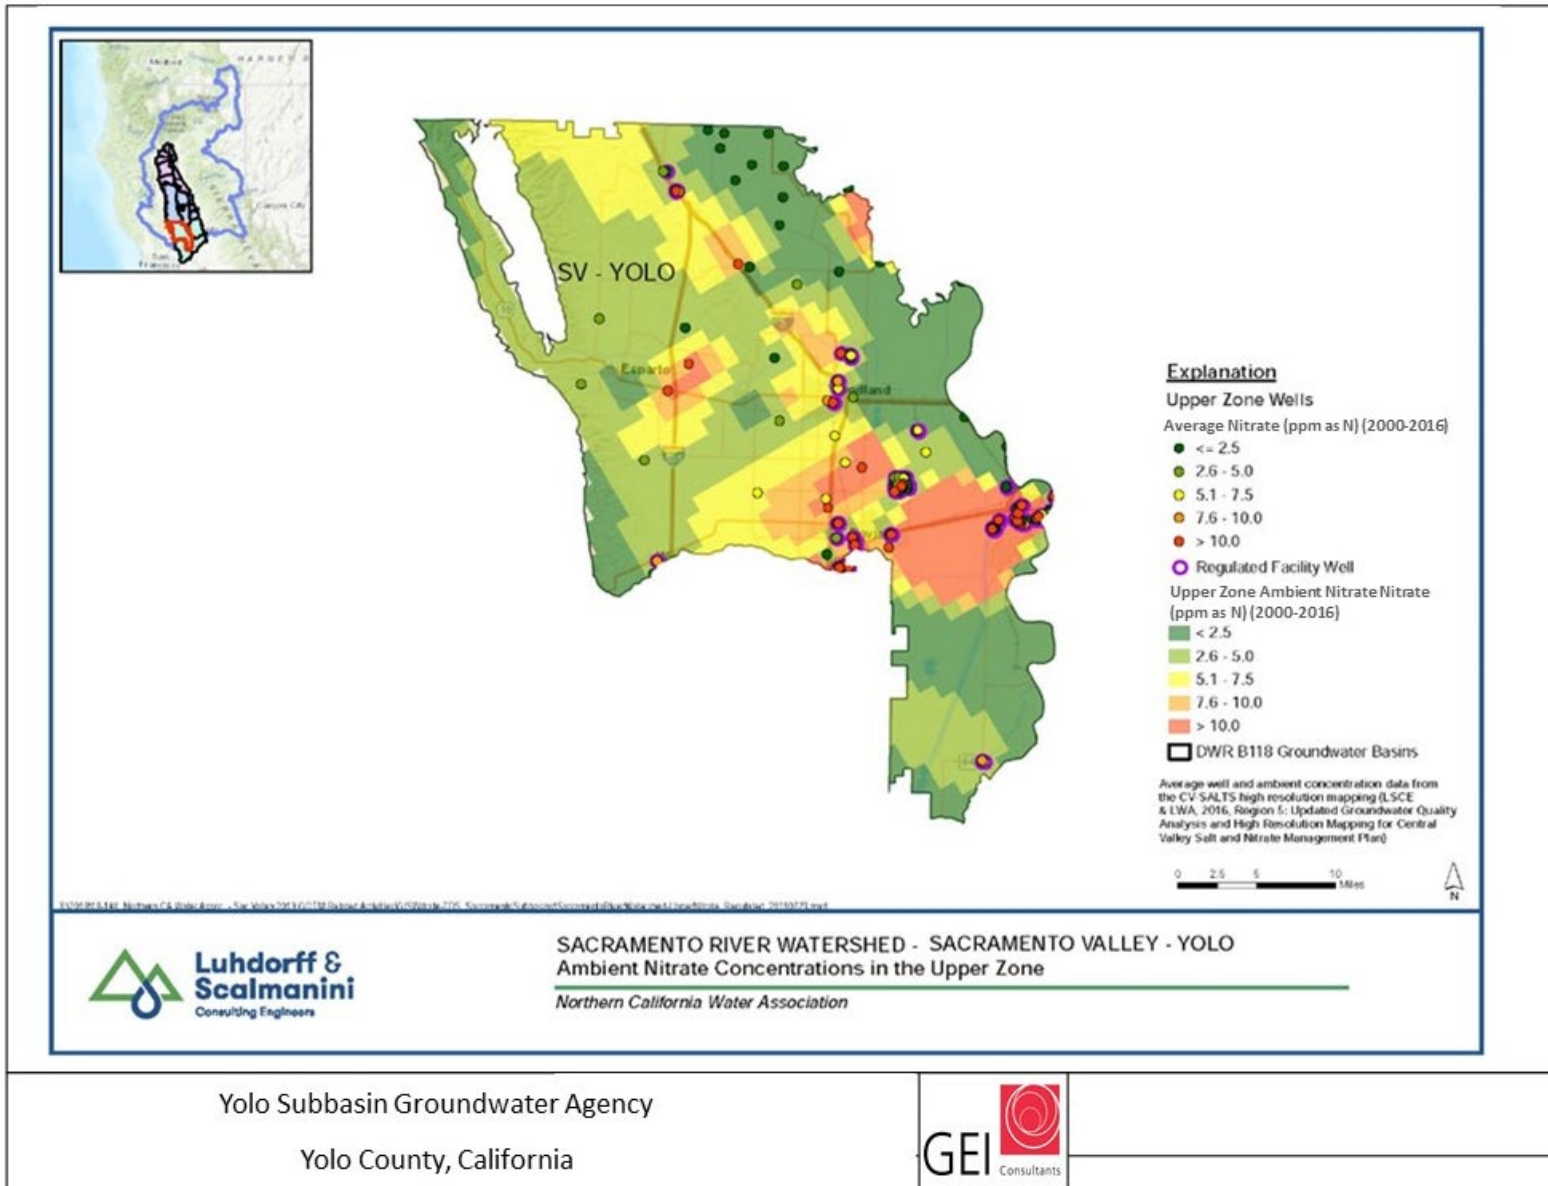 SV - YOLO
Esparto
Explanation
Upper Zone Wells
Average Nitrate (ppm as N) (2000-2016)
<= 2.5
2.6 - 5.0
5.1 - 7.5
7.6 - 10.0
> 10.0
Regulated Facility Well
Upper Zone Ambient Nitrate Nitrate
(ppm as N) (2000-2016)
< 2.5
2.6 - 5.0
5.1 - 7.5
7.6 - 10.0
> 10.0
DWR B118 Groundwater Basins
Average well and ambient concentration data from
the CV-SALTS high resolution mapping (LSCE
& LWA, 2016, Region 5: Updated Groundwater Quality
Analysis and High Resolution Mapping for Central
Valley Salt and Nitrate Management Plan)
0 2.5 5 10
Miles
N
Luhdorff &
Scalmanini
Consulting Engineers
SACRAMENTO RIVER WATERSHED - SACRAMENTO VALLEY - YOLO
Ambient Nitrate Concentrations in the Upper Zone
Northern California Water Association
Yolo Subbasin Groundwater Agency
Yolo County, California
GEI Consultants